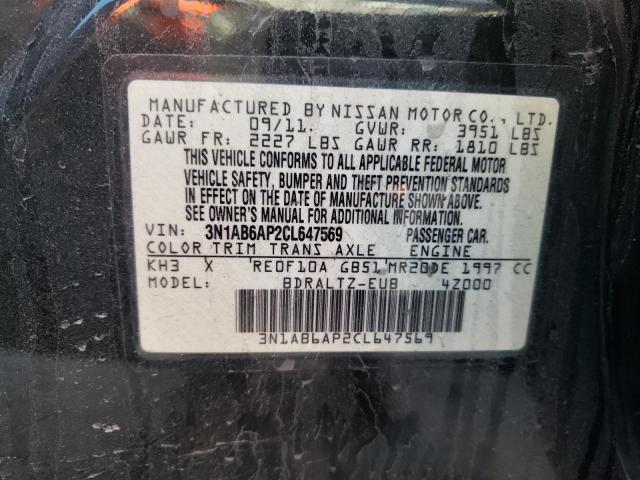 MANUFACTURED BY NISSAN MOTOR CO., LTD.
DATE: 09/11. GVWR: 3951 LBS
GAWR FR: 2227 LBS GAWR RR: 1810 LBS
THIS VEHICLE CONFORMS TO ALL APPLICABLE FEDERAL MOTOR
VEHICLE SAFETY, BUMPER AND THEFT PREVENTION STANDARDS
IN EFFECT ON THE DATE OF MANUFACTURE SHOWN ABOVE.
SEE OWNER'S MANUAL FOR ADDITIONAL INFORMATION.
VIN: 3N1AB6AP2CL647569 PASSENGER CAR.
COLOR TRIM TRANS AXLE ENGINE
KH3 X RE0F10A GB51 MR20DE 1997 CC
BDRALTZ-EUB 4Z000
3N1AB6AP2CL647569